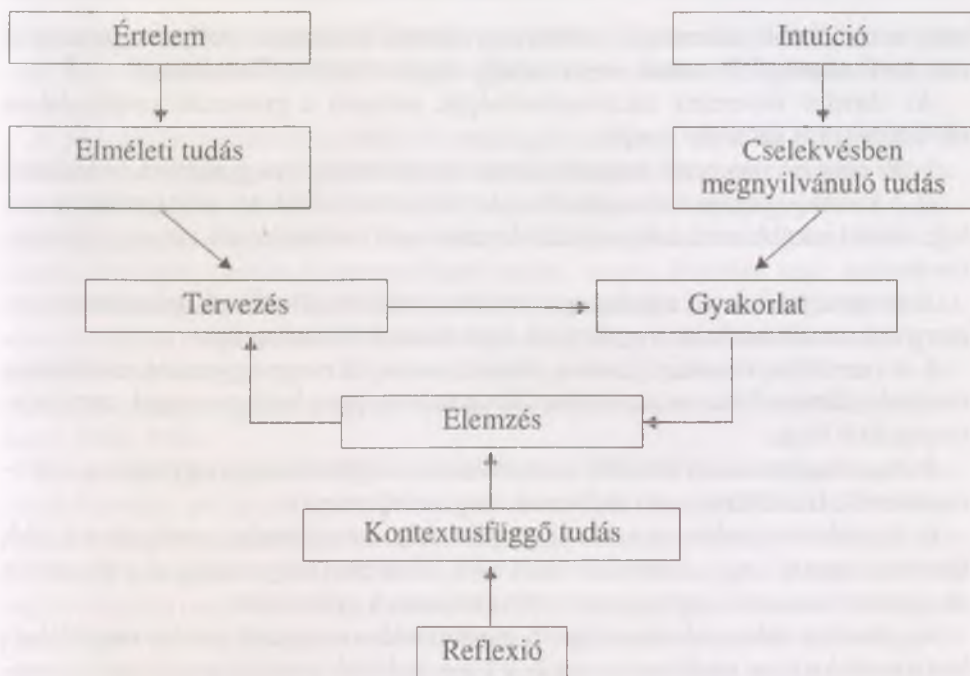 Értelem
Intuíció
Elméleti tudás
Cselekvésben
megnyilvánuló tudás
Tervezés
Gyakorlat
Elemzés
Kontextusfüggő tudás
Reflexió